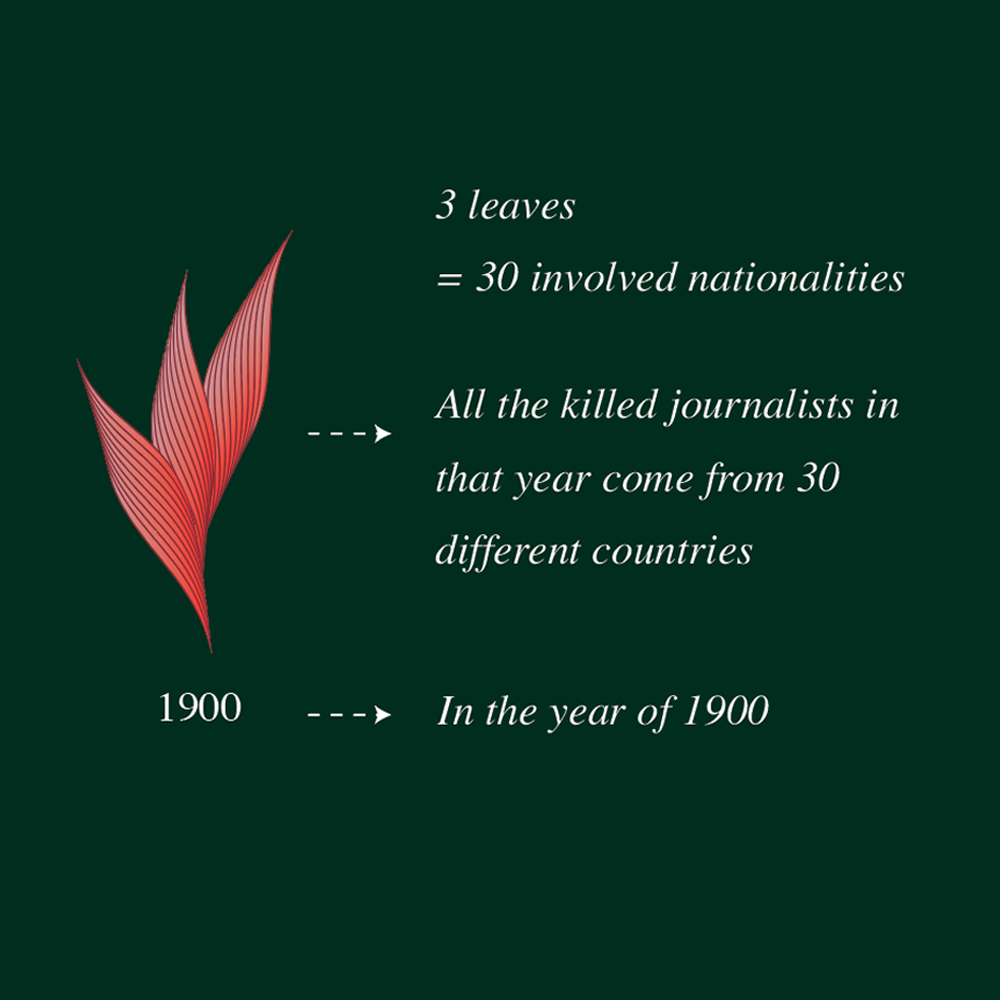 3 leaves
= 30 involved nationalities
All the killed journalists in
that year come from 30
different countries
1900
In the year of 1900